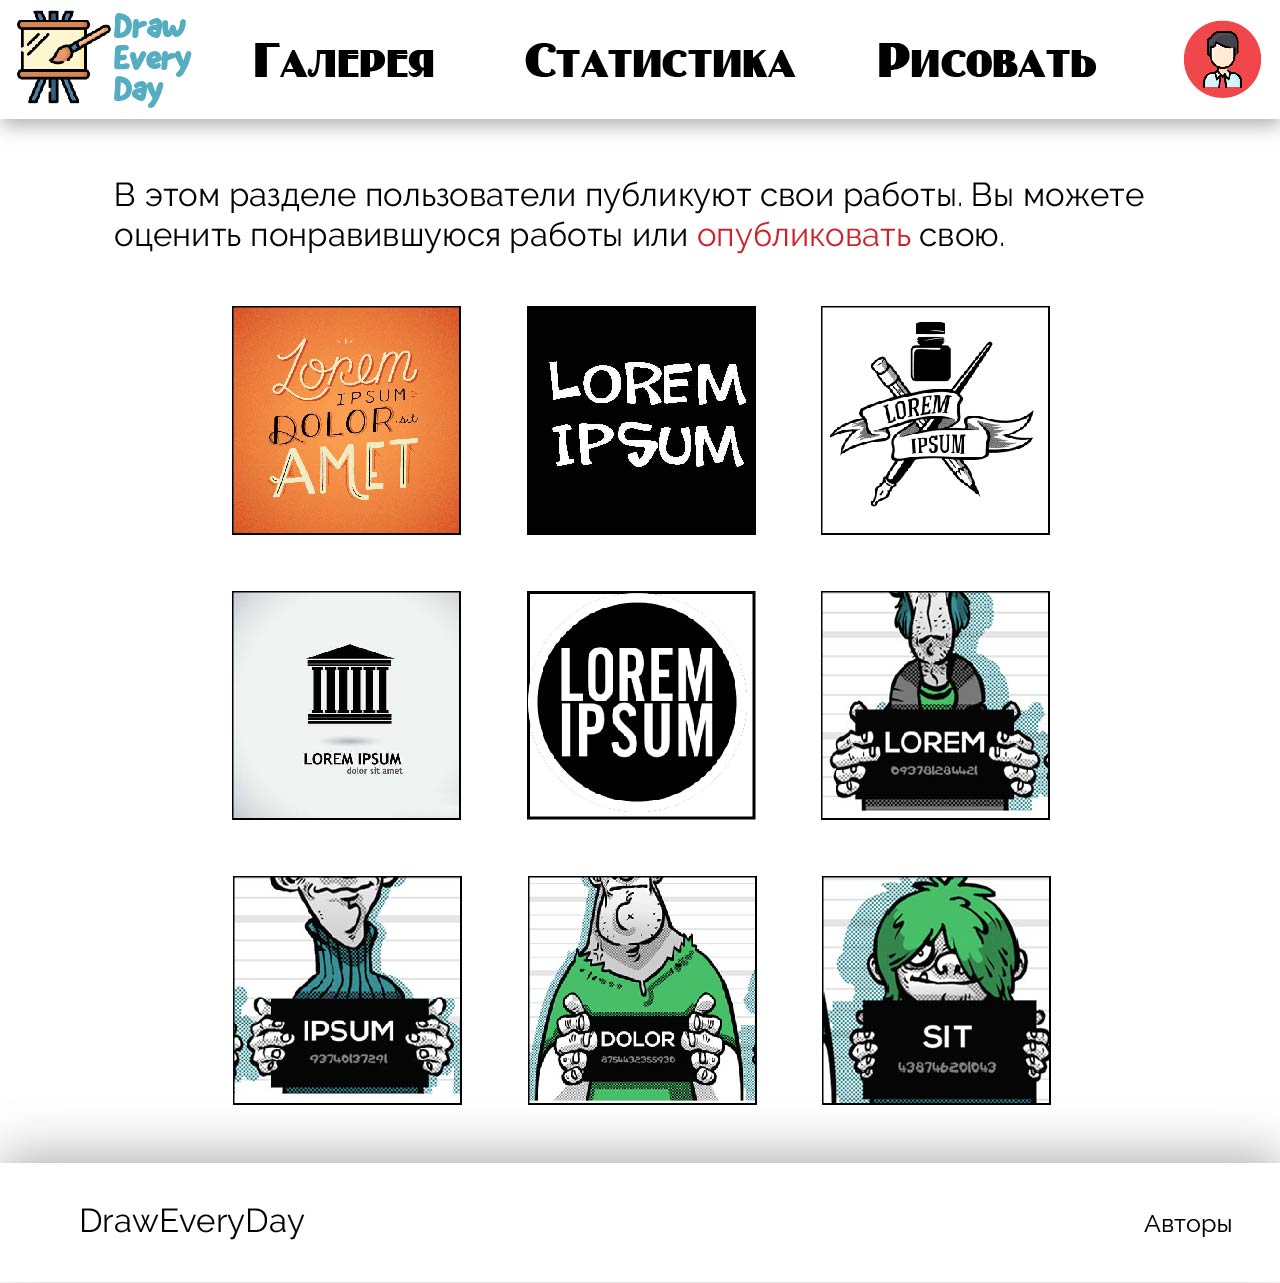 Draw
Every
Day
Галерея
Статистика
Рисовать
В этом разделе пользователи публикуют свои работы. Вы можете
оценить понравившуюся работы или опубликовать свою.
Lorem
IPSUM
DOLOR sit
AMET
LOREM
IPSUM
LOREM
IPSUM
LOREM IPSUM
dolor sit amet
LOREM
IPSUM
LOREM
093781284421
IPSUM
93740137291
DOLOR
8754432355930
SIT
438746201043
DrawEveryDay
Авторы